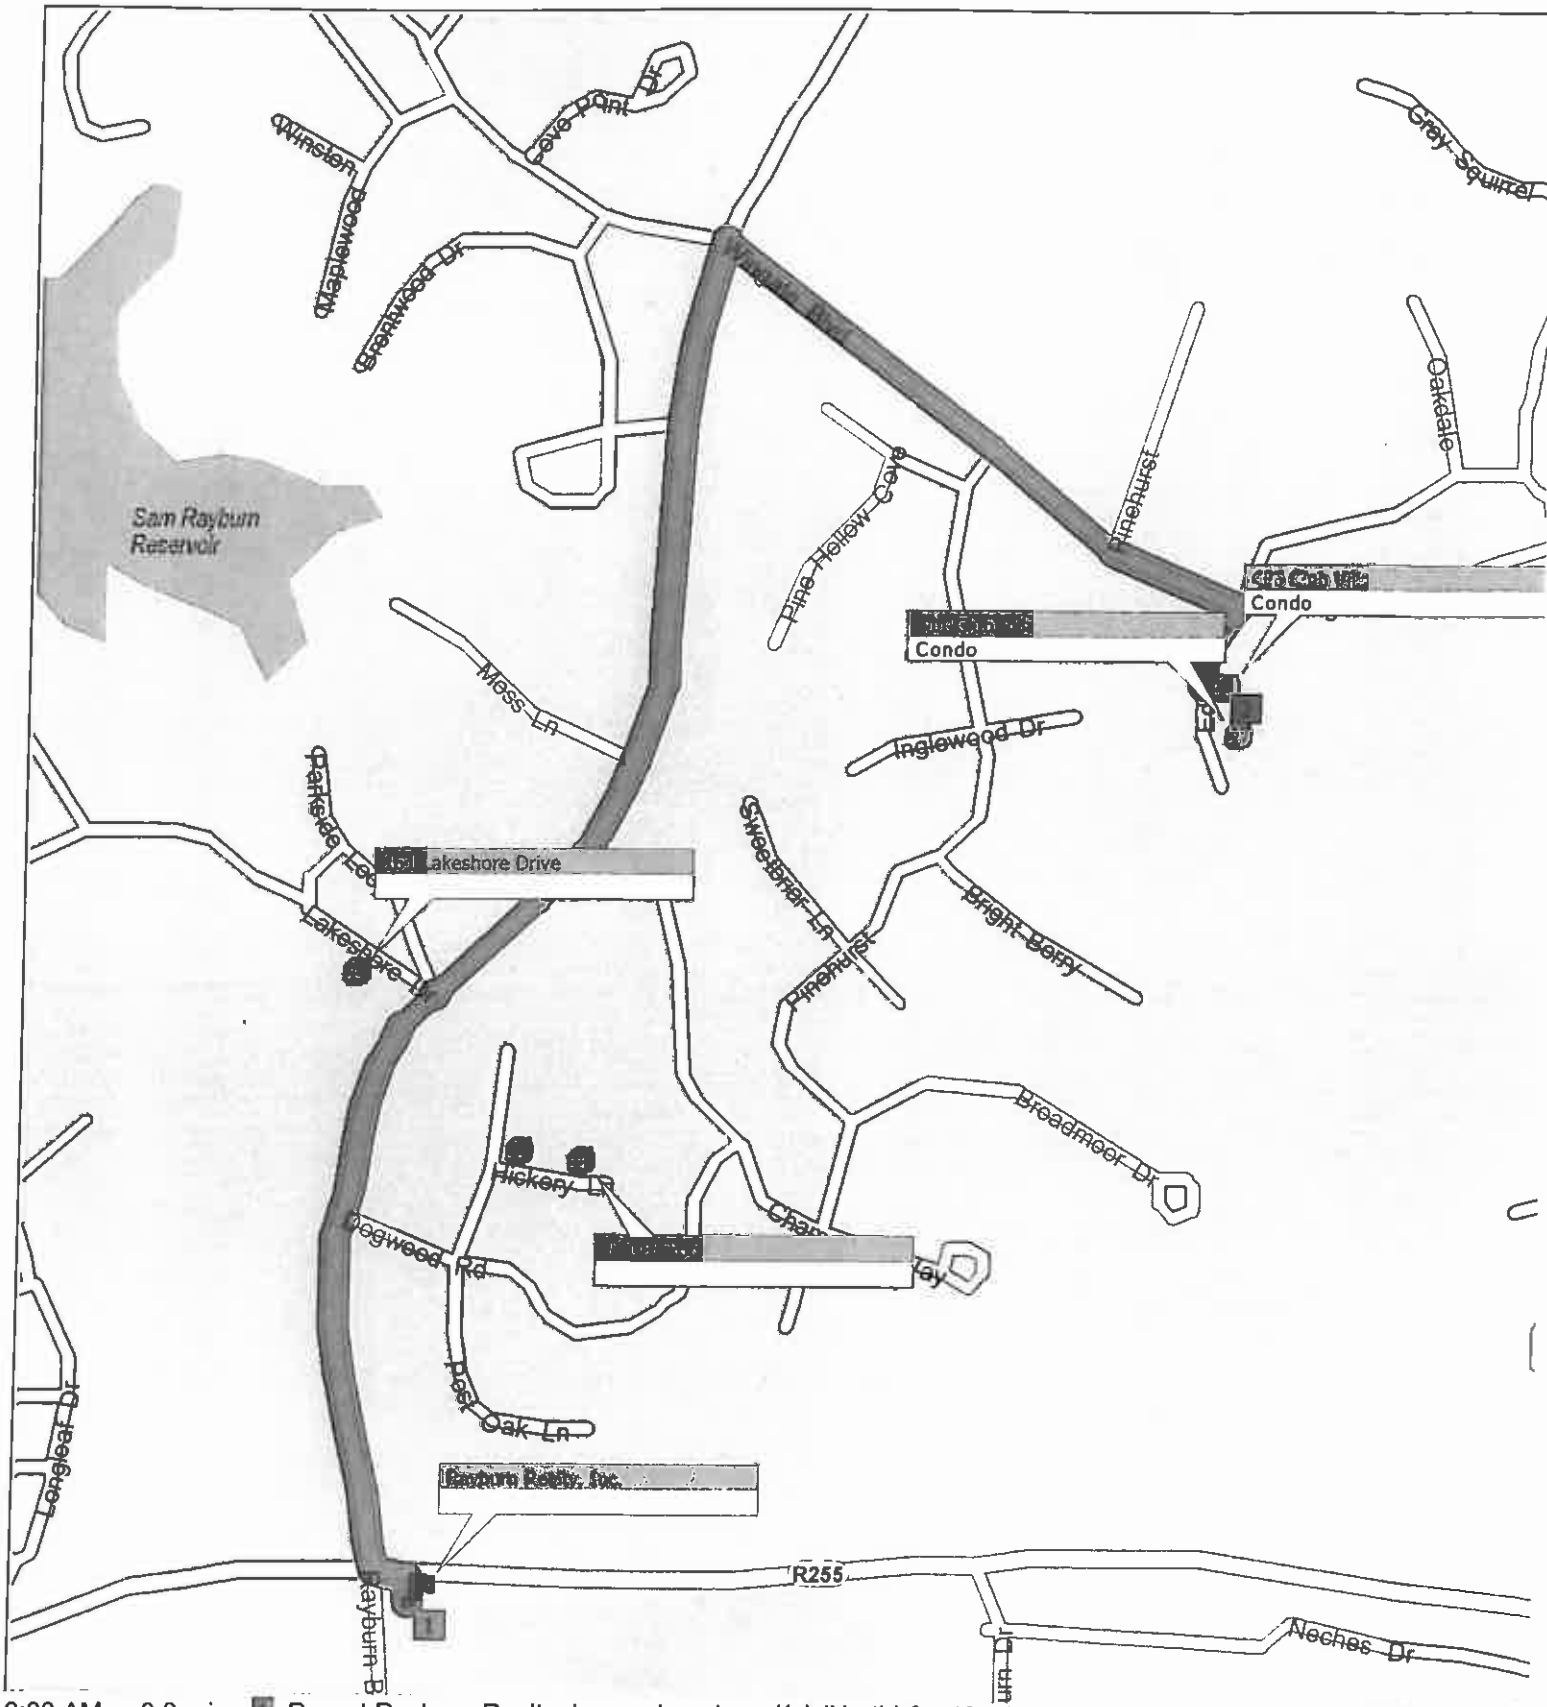 Cove Point Dr
Winston
Maplewood
Brentwood Dr
Gray Squirrel
Oakdale
Pinehurst
Pine Hollow Cove
Sam Rayburn
Reservoir
Condo
Condo
Moss Ln
Inglewood Dr
Parkside
Lakeshore Drive
Sweetbriar Ln
Lakeshore
Bright Berry
Pinehurst
Broadmoor Dr
Hickory Ln
Dogwood Rd
Post Oak Ln
Longleaf Dr
Rayburn Realty, Inc.
R255
Neches Dr